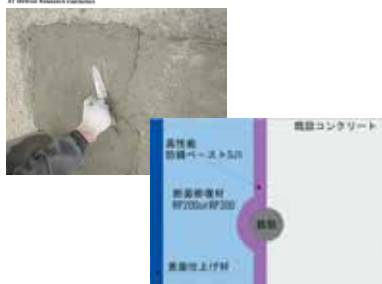 既設コンクリート
高性能
防錆ペースト
断面修復材
RP200orRP300
鉄筋
表面仕上げ材